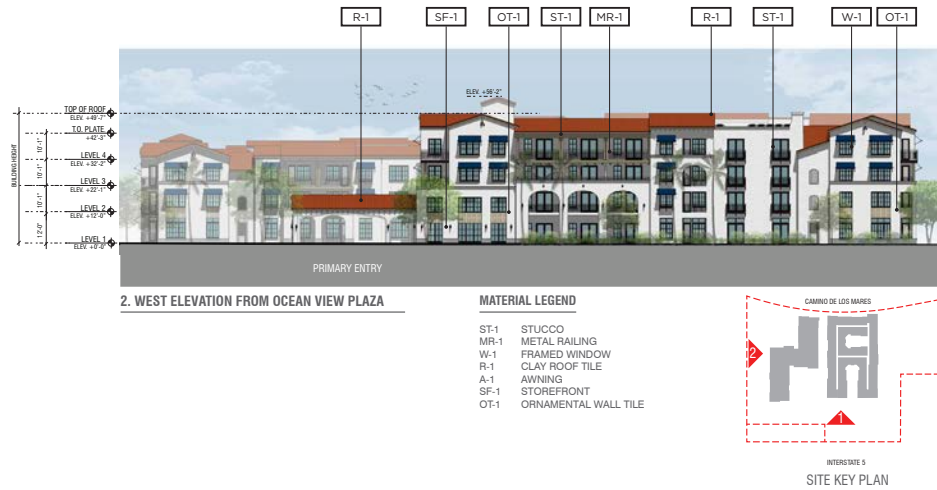 R-1 SF-1 OT-1 ST-1 MR-1 R-1 ST-1 W-1 OT-1
ELEV. +56'-2"
TOP OF ROOF
ELEV. +49'-7"
T.O. PLATE
+42'-3"
LEVEL 4
ELEV. +32'-2"
LEVEL 3
ELEV. +22'-1"
LEVEL 2
ELEV. +12'-0"
LEVEL 1
ELEV. +0'-0"
BUILDING HEIGHT
10'-1"
10'-1"
10'-1"
12'-0"
PRIMARY ENTRY
2. WEST ELEVATION FROM OCEAN VIEW PLAZA
MATERIAL LEGEND
ST-1 STUCCO
MR-1 METAL RAILING
W-1 FRAMED WINDOW
R-1 CLAY ROOF TILE
A-1 AWNING
SF-1 STOREFRONT
OT-1 ORNAMENTAL WALL TILE
CAMINO DE LOS MARES
2
1
INTERSTATE 5
SITE KEY PLAN